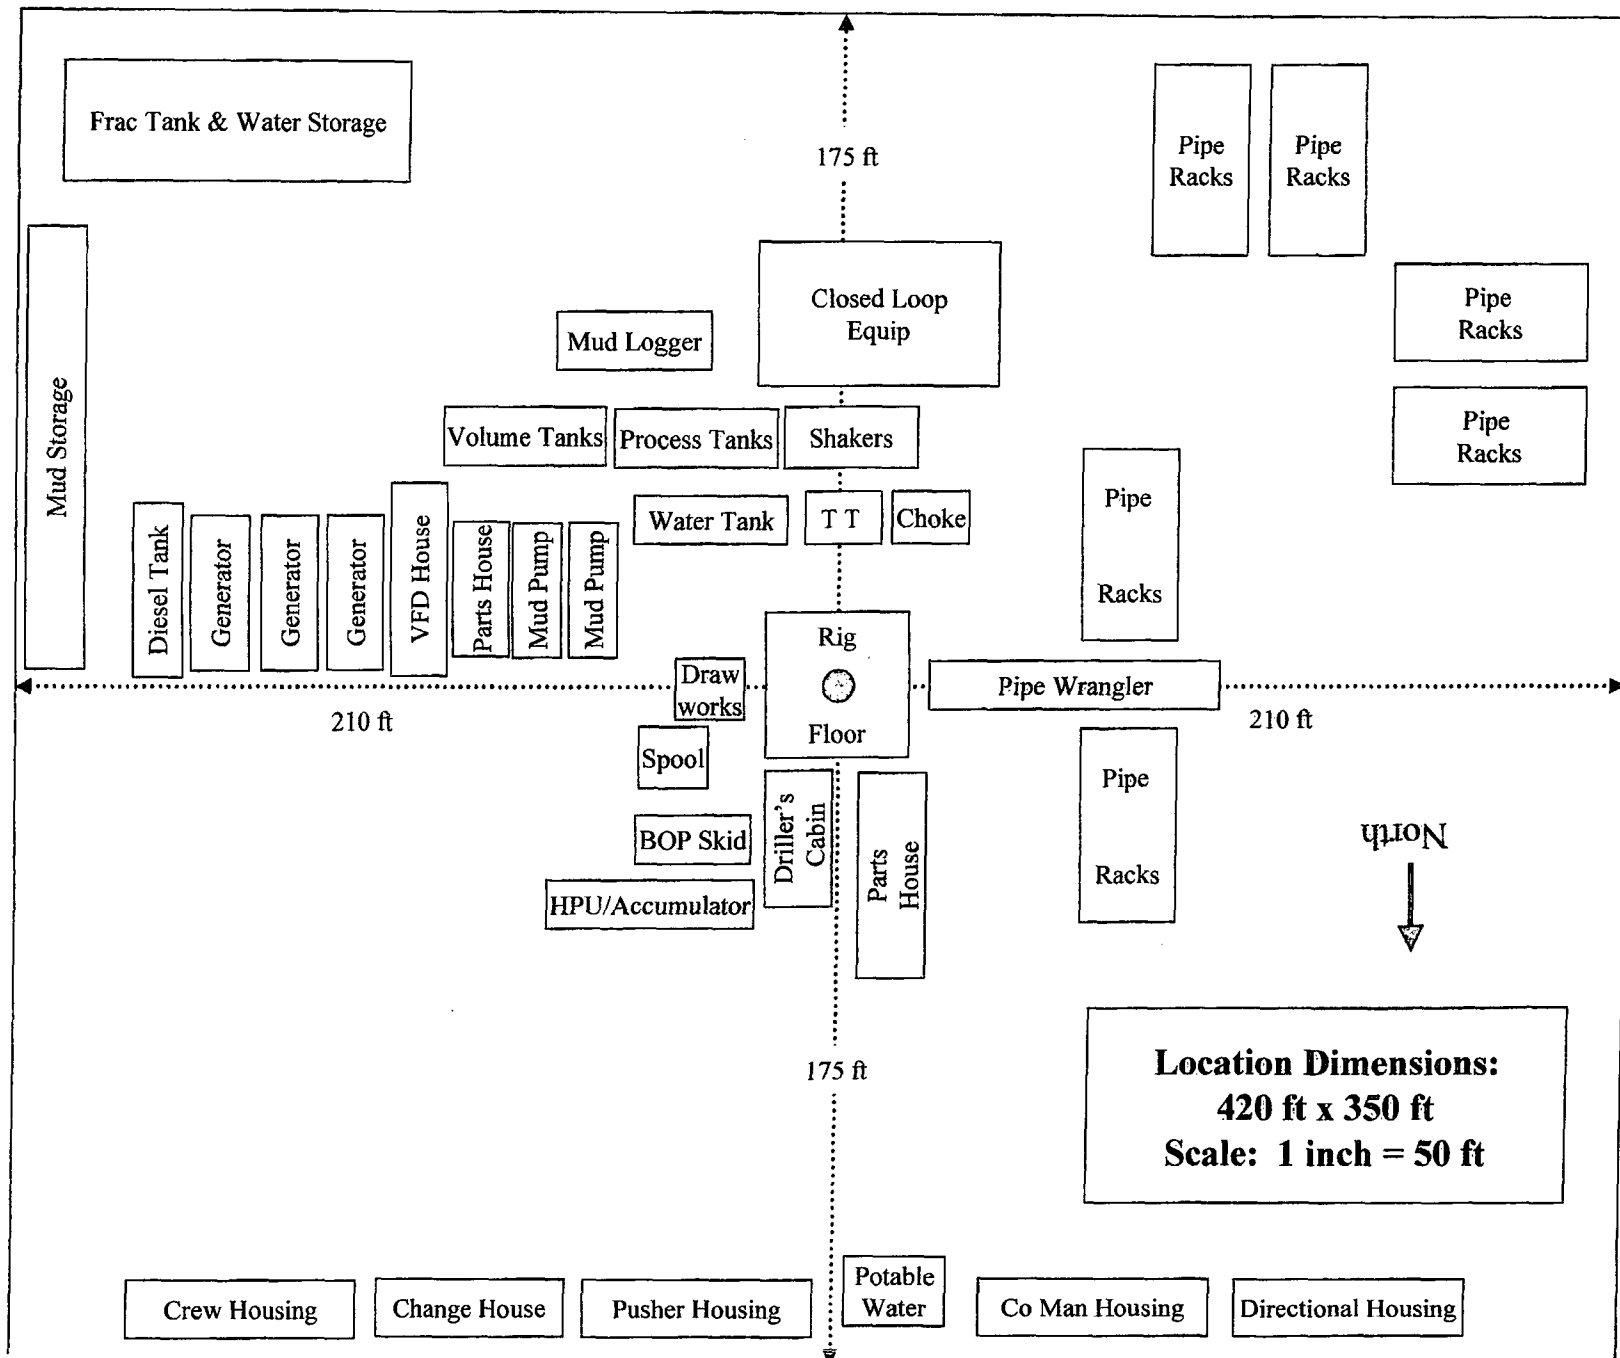 Frac Tank & Water Storage
175 ft
Pipe
Racks
Pipe
Racks
Closed Loop
Equip
Pipe
Racks
Mud Logger
Mud Storage
Volume Tanks
Process Tanks
Shakers
Pipe
Racks
Pipe
Racks
Water Tank
T T
Choke
Diesel Tank
Generator
Generator
Generator
VFD House
Parts House
Mud Pump
Mud Pump
Rig
Floor
Draw
works
Pipe Wrangler
210 ft
210 ft
Spool
Pipe
Racks
Driller's
Cabin
Parts
House
BOP Skid
HPU/Accumulator
North
Location Dimensions:
420 ft x 350 ft
Scale: 1 inch = 50 ft
175 ft
Crew Housing
Change House
Pusher Housing
Potable
Water
Co Man Housing
Directional Housing